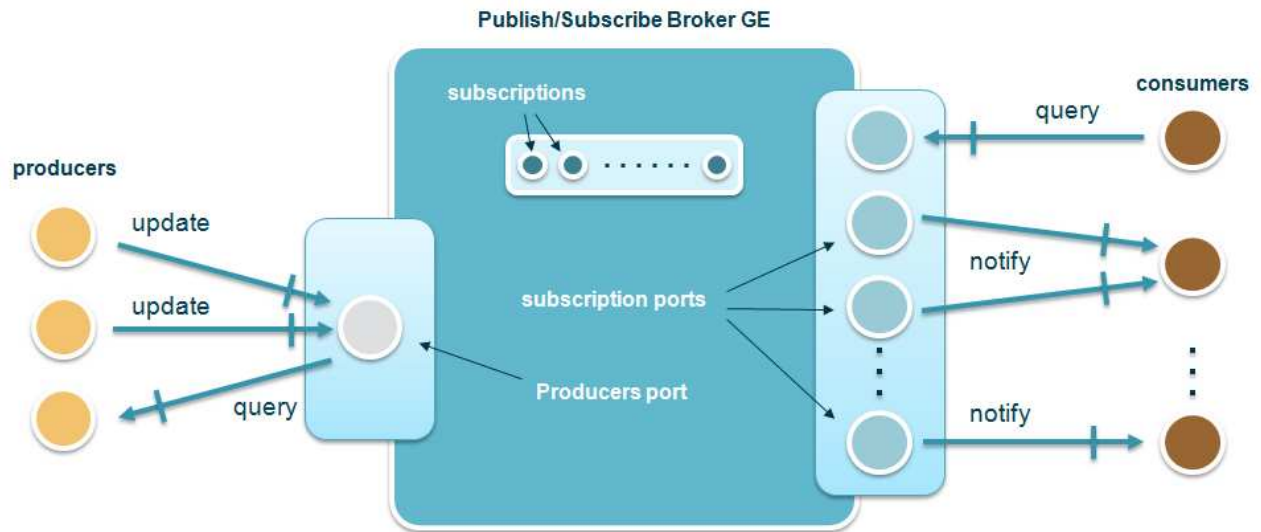 Publish/Subscribe Broker GE
subscriptions
consumers
query
producers
update
notify
subscription ports
update
Producers port
query
notify